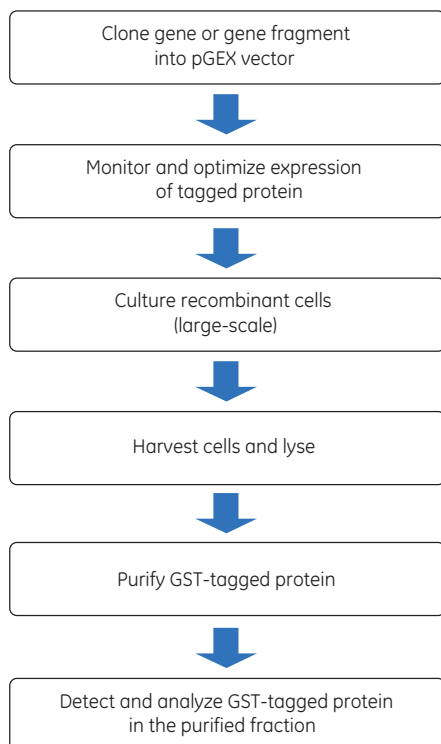 Clone gene or gene fragment
into pGEX vector
Monitor and optimize expression
of tagged protein
Culture recombinant cells
(large-scale)
Harvest cells and lyse
Purify GST-tagged protein
Detect and analyze GST-tagged protein
in the purified fraction